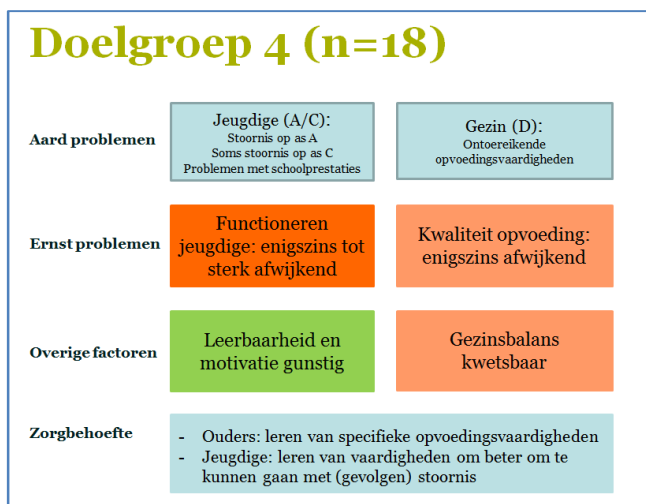 Doelgroep 4 (n=18)
Aard problemen
Jeugdige (A/C):
Stoornis op as A
Soms stoornis op as C
Problemen met schoolprestaties
Gezin (D):
Ontoereikende
opvoedingsvaardigheden
Ernst problemen
Functioneren
jeugdige: enigszins tot
sterk afwijkend
Kwaliteit opvoeding:
enigszins afwijkend
Overige factoren
Leerbaarheid en
motivatie gunstig
Gezinsbalans
kwetsbaar
Zorgbehoefte
- Ouders: leren van specifieke opvoedingsvaardigheden
- Jeugdige: leren van vaardigheden om beter om te
kunnen gaan met (gevolgen) stoornis